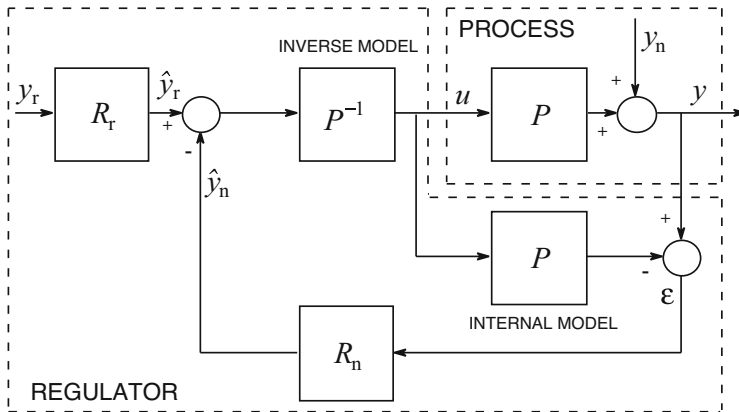 PROCESS
y_n
INVERSE MODEL
y_r
R_r
ŷ_r
+
-
P^{-1}
u
P
+
+
y
ŷ_n
P
+
-
ε
INTERNAL MODEL
R_n
REGULATOR